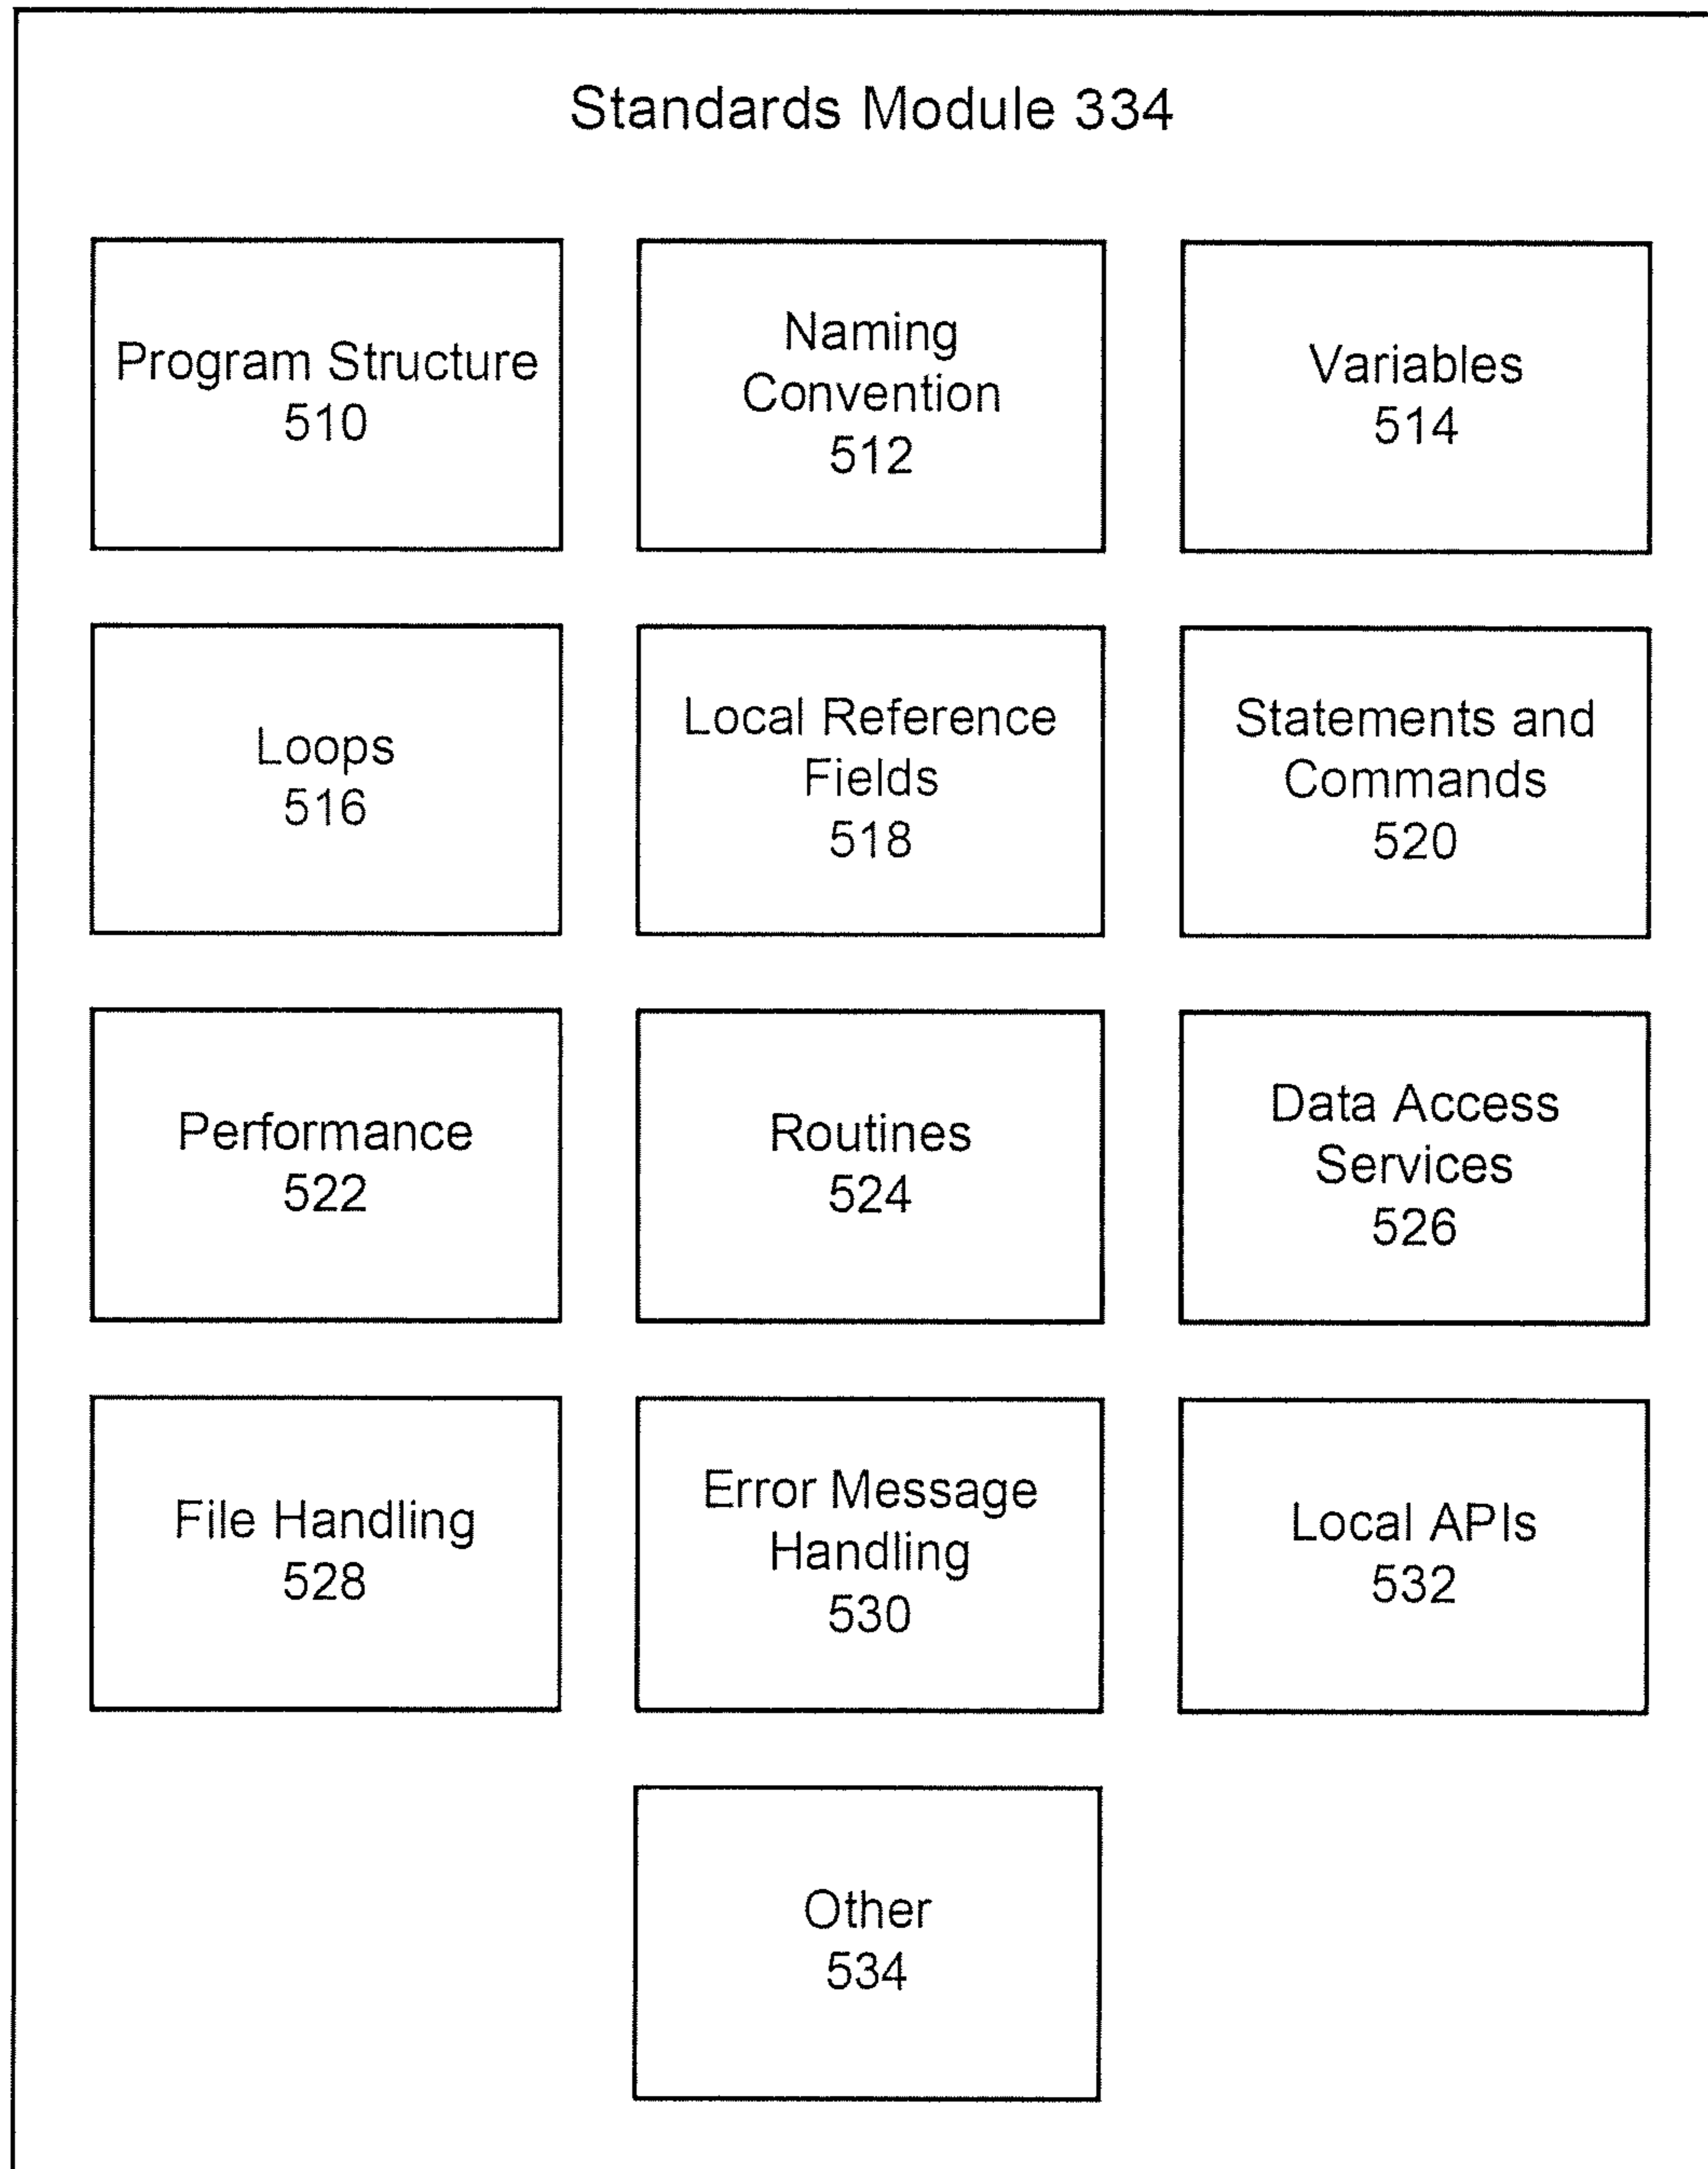 Standards Module 334
Program Structure
510
Naming
Convention
512
Variables
514
Loops
516
Local Reference
Fields
518
Statements and
Commands
520
Performance
522
Routines
524
Data Access
Services
526
File Handling
528
Error Message
Handling
530
Local APIs
532
Other
534